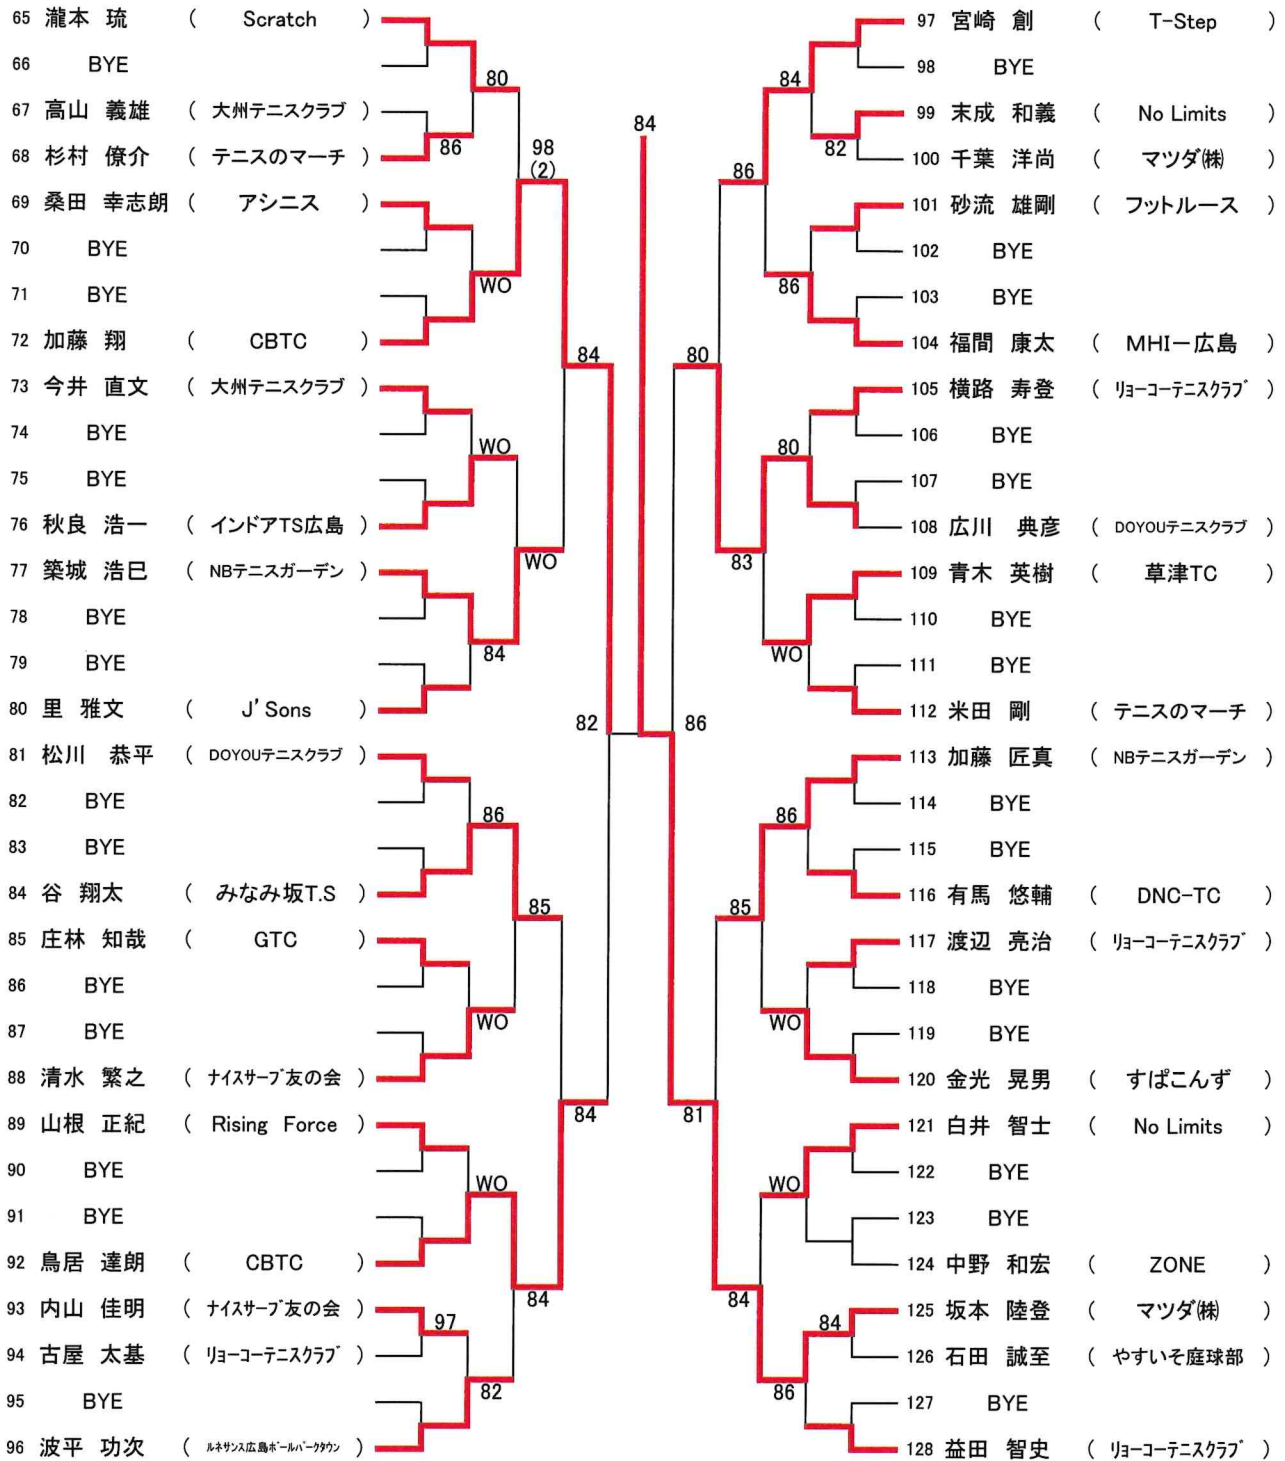 65 瀧本 琉 ( Scratch )
66 BYE
67 高山 義雄 ( 大州テニスクラブ )
68 杉村 僚介 ( テニスのマーチ )
69 桑田 幸志朗 ( アシニス )
70 BYE
71 BYE
72 加藤 翔 ( CBTC )
73 今井 直文 ( 大州テニスクラブ )
74 BYE
75 BYE
76 秋良 浩一 ( インドアTS広島 )
77 築城 浩巳 ( NBテニスガーデン )
78 BYE
79 BYE
80 里 雅文 ( J'Sons )
81 松川 恭平 ( DOYOUテニスクラブ )
82 BYE
83 BYE
84 谷 翔太 ( みなみ坂T.S )
85 庄林 知哉 ( GTC )
86 BYE
87 BYE
88 清水 繁之 ( ナイスサーブ友の会 )
89 山根 正紀 ( Rising Force )
90 BYE
91 BYE
92 鳥居 達朗 ( CBTC )
93 内山 佳明 ( ナイスサーブ友の会 )
94 古屋 太基 ( リョーコーテニスクラブ )
95 BYE
96 波平 功次 ( ルネサンス広島ボールパークタウン )
80
86
WO
WO
84
86
WO
WO
97
82
98
(2)
WO
85
84
84
84
82
84
86
80
81
86
83
85
84
84
82
86
80
WO
86
WO
WO
84
86
97 宮崎 創 ( T-Step )
98 BYE
99 末成 和義 ( No Limits )
100 千葉 洋尚 ( マツダ㈱ )
101 砂流 雄剛 ( フットルース )
102 BYE
103 BYE
104 福間 康太 ( MHIー広島 )
105 横路 寿登 ( リョーコーテニスクラブ )
106 BYE
107 BYE
108 広川 典彦 ( DOYOUテニスクラブ )
109 青木 英樹 ( 草津TC )
110 BYE
111 BYE
112 米田 剛 ( テニスのマーチ )
113 加藤 匠真 ( NBテニスガーデン )
114 BYE
115 BYE
116 有馬 悠輔 ( DNC-TC )
117 渡辺 亮治 ( リョーコーテニスクラブ )
118 BYE
119 BYE
120 金光 晃男 ( すぱこんず )
121 白井 智士 ( No Limits )
122 BYE
123 BYE
124 中野 和宏 ( ZONE )
125 坂本 陸登 ( マツダ㈱ )
126 石田 誠至 ( やすいそ庭球部 )
127 BYE
128 益田 智史 ( リョーコーテニスクラブ )